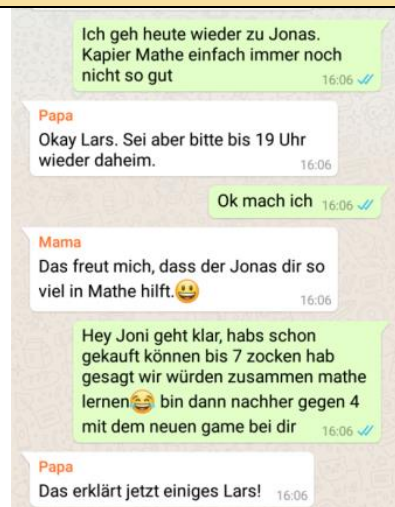 Ich geh heute wieder zu Jonas.
Kapier Mathe einfach immer noch
nicht so gut
16:06
Papa
Okay Lars. Sei aber bitte bis 19 Uhr
wieder daheim.
16:06
Ok mach ich 16:06
Mama
Das freut mich, dass der Jonas dir so
viel in Mathe hilft.😃
16:06
Hey Joni geht klar, habs schon
gekauft können bis 7 zocken hab
gesagt wir würden zusammen mathe
lernen😂 bin dann nachher gegen 4
mit dem neuen game bei dir 16:06
Papa
Das erklärt jetzt einiges Lars! 16:06